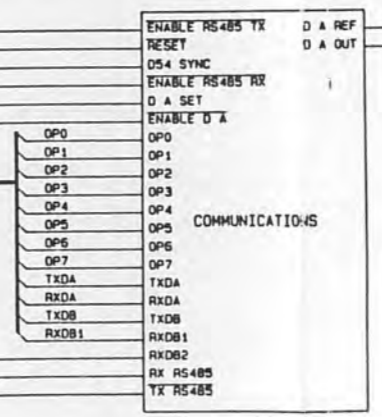 ENABLE RS485 TX
D A REF
RESET
D A OUT
D54 SYNC
ENABLE RS485 RX
D A SET
ENABLE D A
OP0
OP0
OP1
OP1
OP2
OP2
OP3
OP3
OP4
OP4
OP5
OP5
COMMUNICATIONS
OP6
OP6
OP7
OP7
TXDA
TXDA
RXDA
RXDA
TXDB
TXDB
RXDB1
RXDB1
RXDB2
RX RS485
TX RS485